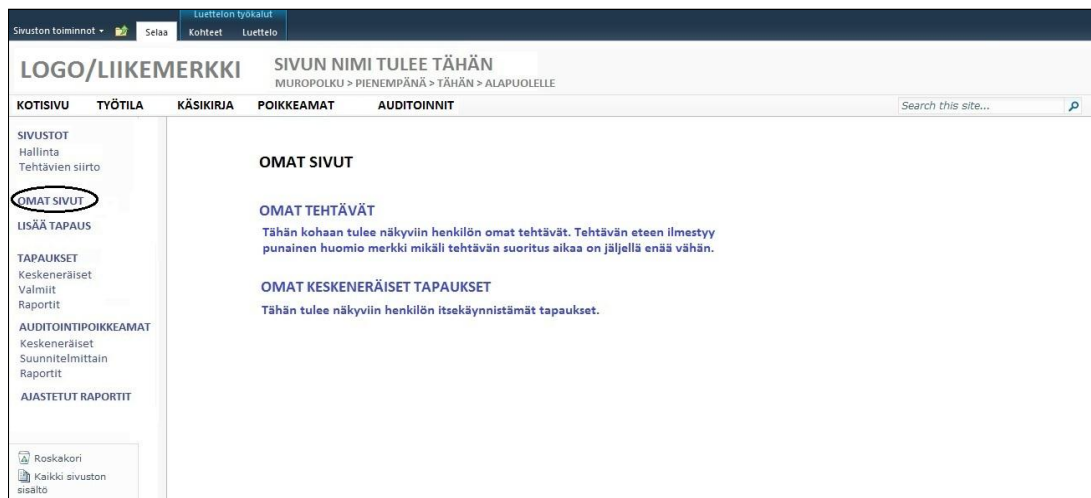 Luettelon työkalut
Sivuston toiminnot Selaa Kohteet Luettelo
LOGO/LIIKEMERKKI
SIVUN NIMI TULEE TÄHÄN
MUROPOLKU > PIENEMPÄNÄ > TÄHÄN > ALAPUOLELLE
KOTISIVU TYÖTILA KÄSIKIRJA POIKKEAMAT AUDITOINNIT Search this site...
SIVUSTOT
Hallinta
Tehtävien siirto
OMAT SIVUT
LISÄÄ TAPAUS
TAPAUKSET
Keskeneräiset
Valmiit
Raportit
AUDITOINTIPOIKKEAMAT
Keskeneräiset
Suunnitelmittain
Raportit
AJASTETUT RAPORTIT
Roskakori
Kaikki sivuston
sisältö
OMAT SIVUT
OMAT TEHTÄVÄT
Tähän kohaan tulee näkyviin henkilön omat tehtävät. Tehtävän eteen ilmestyy
punainen huomio merkki mikäli tehtävän suoritus aikaa on jäljellä enää vähän.
OMAT KESKENERÄISET TAPAUKSET
Tähän tulee näkyviin henkilön itsekäynnistämät tapaukset.